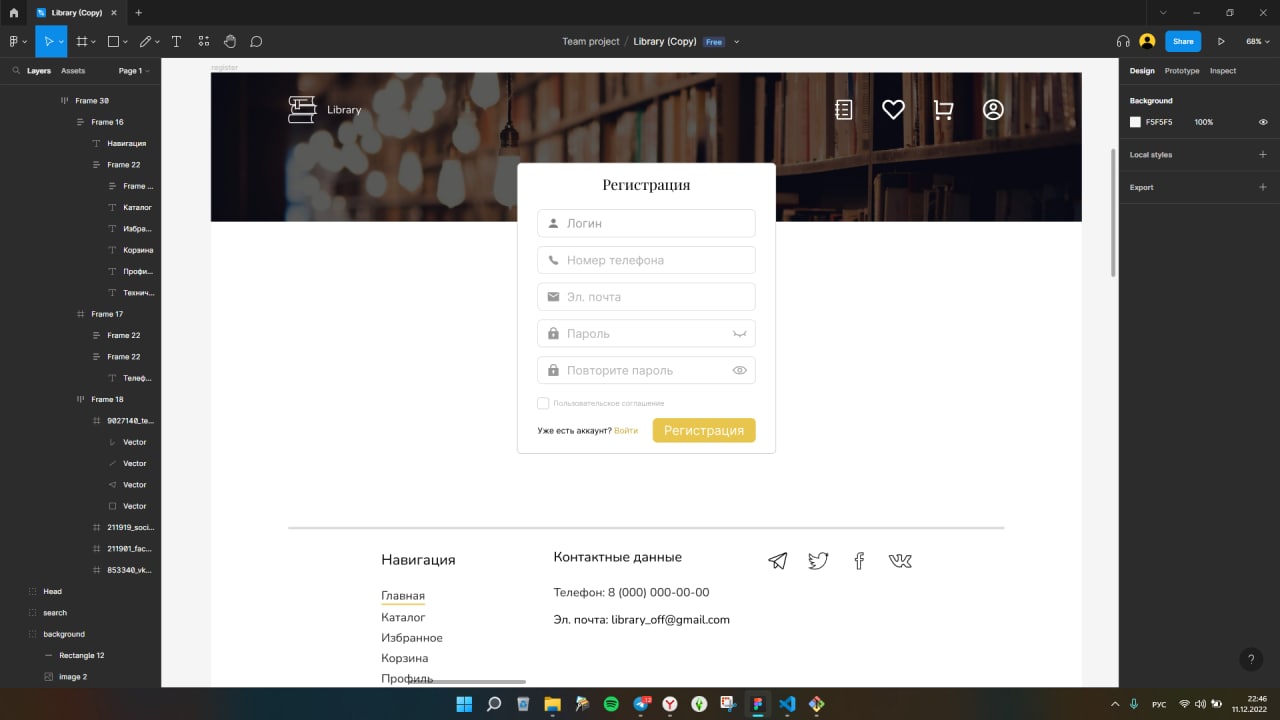 Library (Copy)
Team project / Library (Copy) Free
Share
68%
Layers
Assets
Page 1
Frame 30
Frame 16
Навигация
Frame 22
Frame ...
Каталог
Избра...
Корзина
Профи...
Технич...
Frame 17
Frame 22
Frame 22
Телеф...
Frame 18
9027140_te...
Vector
Vector
Vector
Vector
211919_soci...
211901_fac...
853340_vk...
Head
search
background
Rectangle 12
image 2
register
Library
Регистрация
Логин
Номер телефона
Эл. почта
Пароль
Повторите пароль
Пользовательское соглашение
Уже есть аккаунт? Войти
Регистрация
Навигация
Главная
Каталог
Избранное
Корзина
Профиль
Контактные данные
Телефон: 8 (000) 000-00-00
Эл. почта: library_off@gmail.com
Design
Prototype
Inspect
Background
F5F5F5
100%
Local styles
Export
?
РУС
22:46
11.12.2022